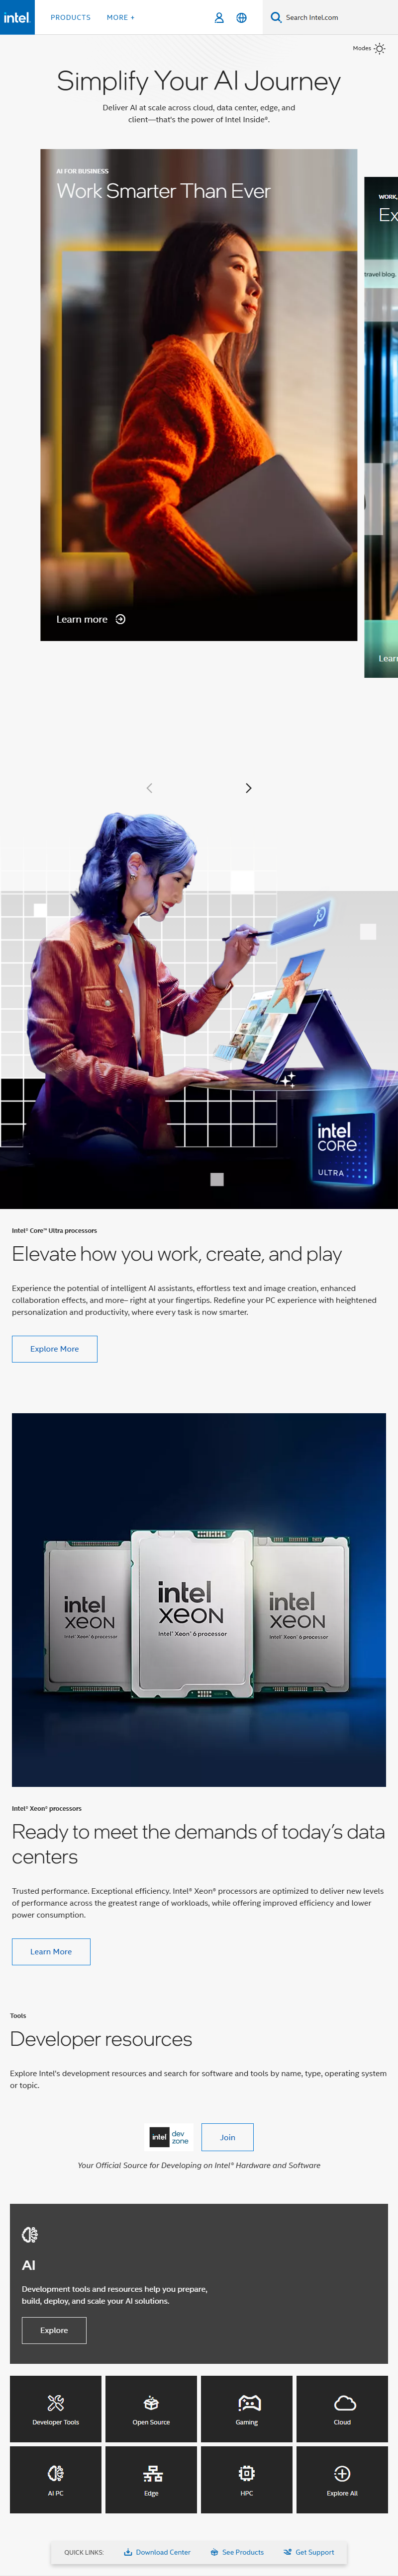 intel.
PRODUCTS
MORE +
Search Intel.com
Modes
Simplify Your AI Journey
Deliver AI at scale across cloud, data center, edge, and
client—that's the power of Intel Inside®.
AI FOR BUSINESS
Work Smarter Than Ever
Learn more
WORK,
Ex
travel blog.
Learn
intel
CORE
ULTRA
Intel® Core™ Ultra processors
Elevate how you work, create, and play
Experience the potential of intelligent AI assistants, effortless text and image creation, enhanced
collaboration, effects, and more– right at your fingertips. Redefine your PC experience with heightened
personalization and productivity, where every task is now smarter.
Explore More
intel
XEON
Intel® Xeon® 6 processor
intel
XEON
Intel® Xeon® 6 processor
intel
XEON
Intel® Xeon® 6 processor
Intel® Xeon® processors
Ready to meet the demands of today's data
centers
Trusted performance. Exceptional efficiency. Intel® Xeon® processors are optimized to deliver new levels
of performance across the greatest range of workloads, while offering improved efficiency and lower
power consumption.
Learn More
Tools
Developer resources
Explore Intel's development resources and search for software and tools by name, type, operating system
or topic.
intel
dev
zone
Join
Your Official Source for Developing on Intel® Hardware and Software
AI
Development tools and resources help you prepare,
build, deploy, and scale your AI solutions.
Explore
Developer Tools
Open Source
Gaming
Cloud
AI PC
Edge
HPC
Explore All
QUICK LINKS:
Download Center
See Products
Get Support